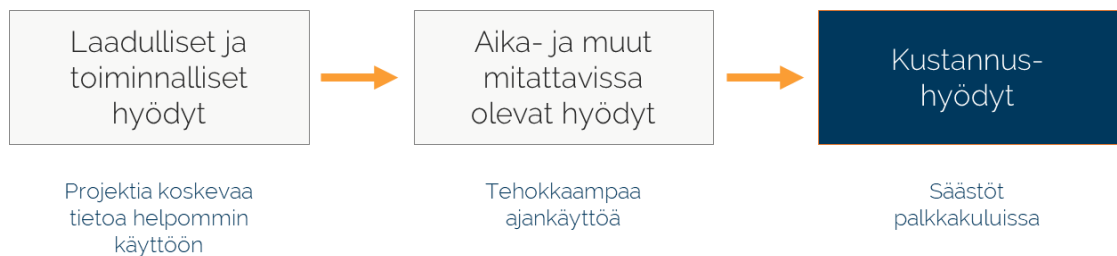 Laadulliset ja
toiminnalliset
hyödyt
Aika- ja muut
mitattavissa
olevat hyödyt
Kustannus-
hyödyt
Projektia koskevaa
tietoa helpommin
käyttöön
Tehokkaampaa
ajankäyttöä
Säästöt
palkkakuluissa